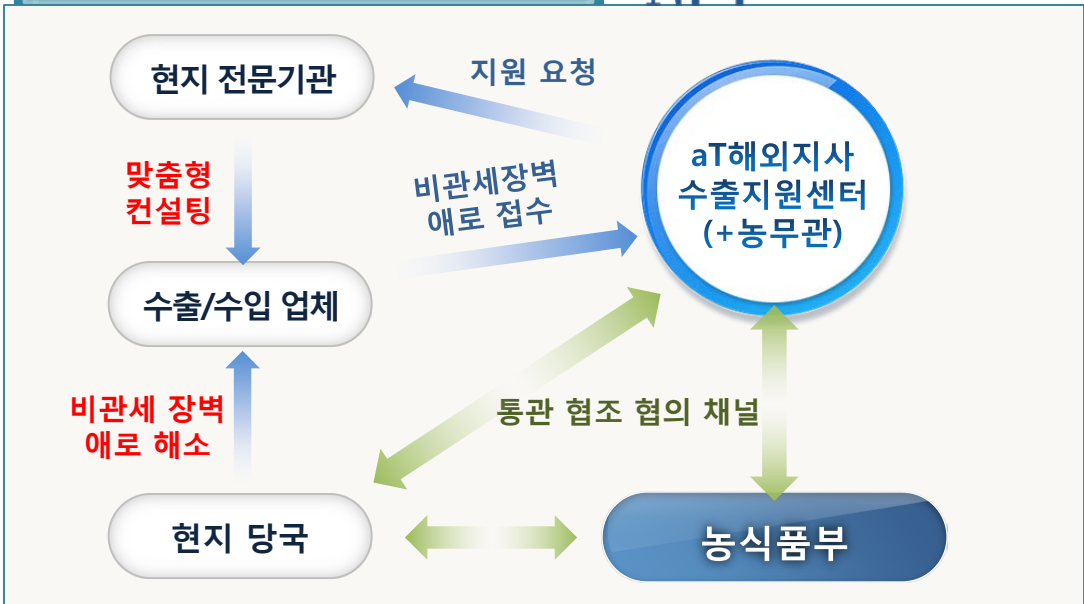 현지 전문기관
지원 요청
aT해외지사
수출지원센터
(+농무관)
맞춤형
컨설팅
비관세장벽
애로 접수
수출/수입 업체
비관세 장벽
애로 해소
통관 협조 협의 채널
현지 당국
농식품부